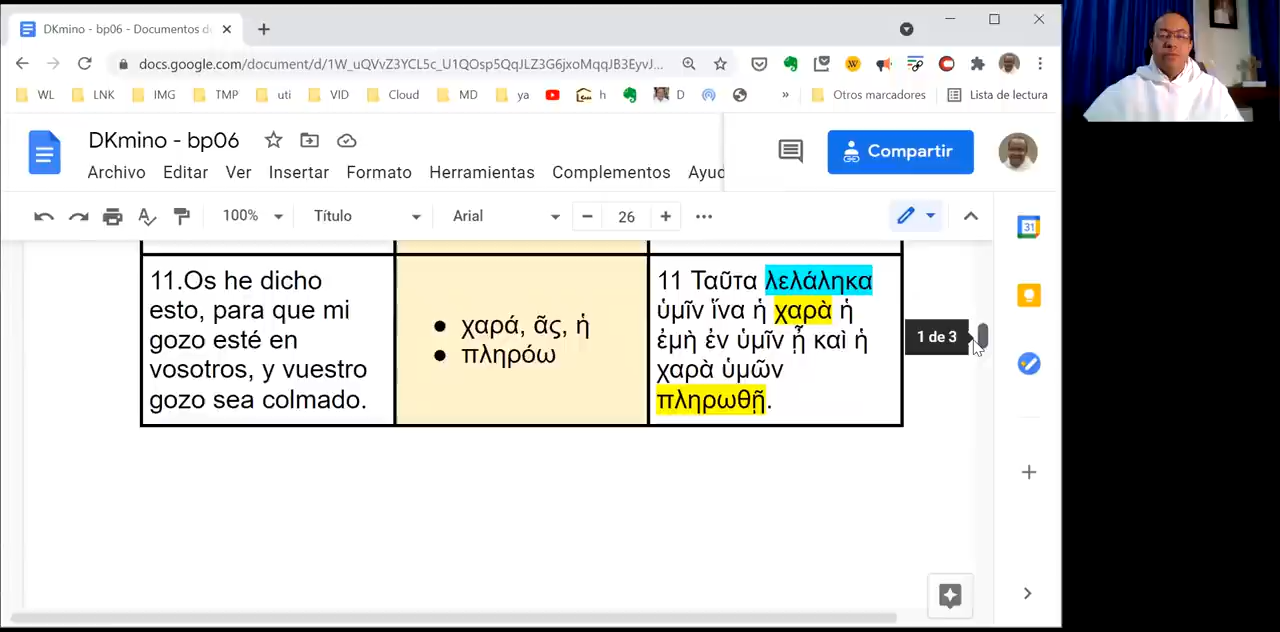 DKmino - bp06 - Documentos d
docs.google.com/document/d/1W_uQVvZ3YCL5c_U1QOsp5QqJLZ3G6jxoMqqJB3EyvJ...
WL LNK IMG TMP uti VID Cloud MD ya h D » Otros marcadores Lista de lectura
DKmino - bp06
Compartir
Archivo Editar Ver Insertar Formato Herramientas Complementos Ayuc
100% Título Arial − 26 +
31
11.Os he dicho
esto, para que mi
gozo esté en
vosotros, y vuestro
gozo sea colmado.
● χαρά, ᾶς, ἡ
● πληρόω
11 Ταῦτα λελάληκα
ὑμῖν ἵνα ἡ χαρὰ ἡ
ἐμὴ ἐν ὑμῖν ᾖ καὶ ἡ
χαρὰ ὑμῶν
πληρωθῇ.
1 de 3